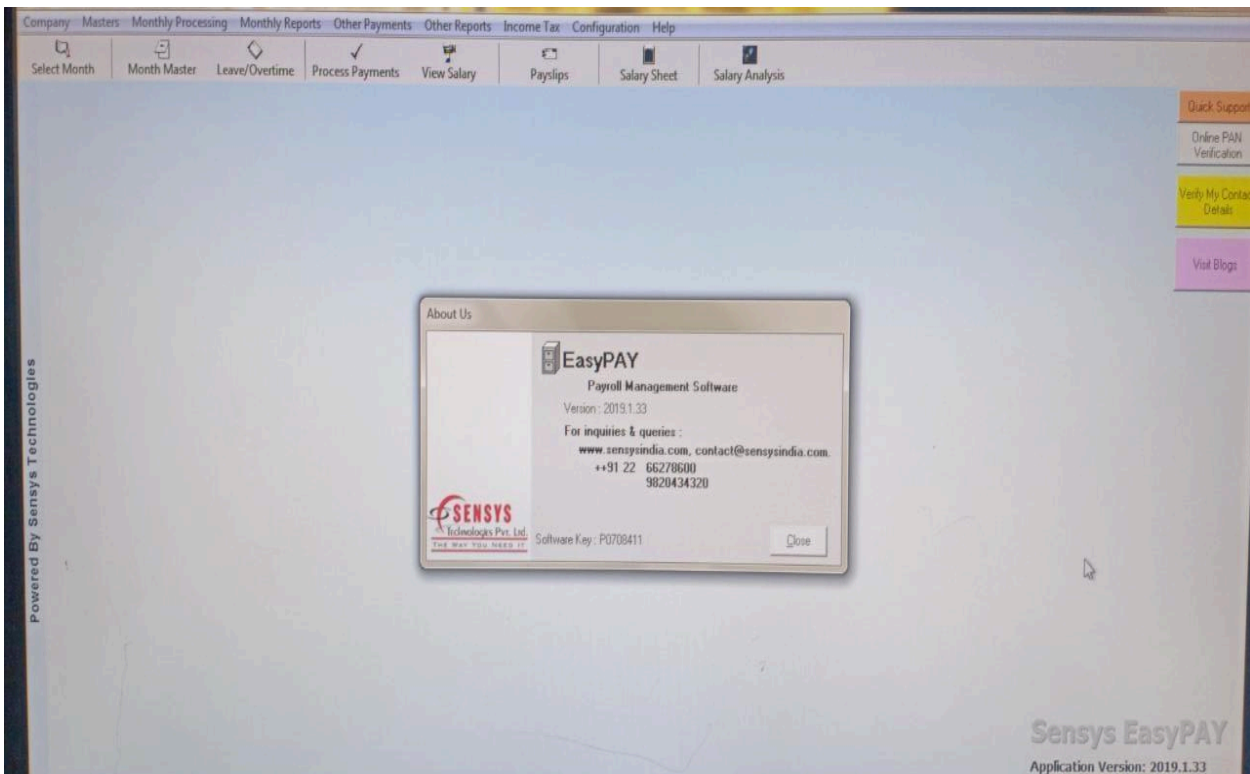 Company Masters Monthly Processing Monthly Reports Other Payments Other Reports Income Tax Configuration Help
Select Month Month Master Leave/Overtime Process Payments View Salary Payslips Salary Sheet Salary Analysis
Quick Support
Online PAN
Verification
Verify My Contac
Details
Visit Blogs
About Us
EasyPAY
Payroll Management Software
Version : 2019.1.33
For inquiries & queries :
www.sensysindia.com, contact@sensysindia.com.
++91 22 66278600
9820434320
SENSYS
Technologies Pvt. Ltd.
THE WAY YOU NEED IT
Software Key : P0708411
Close
Powered By Sensys Technologies
Sensys EasyPAY
Application Version: 2019.1.33